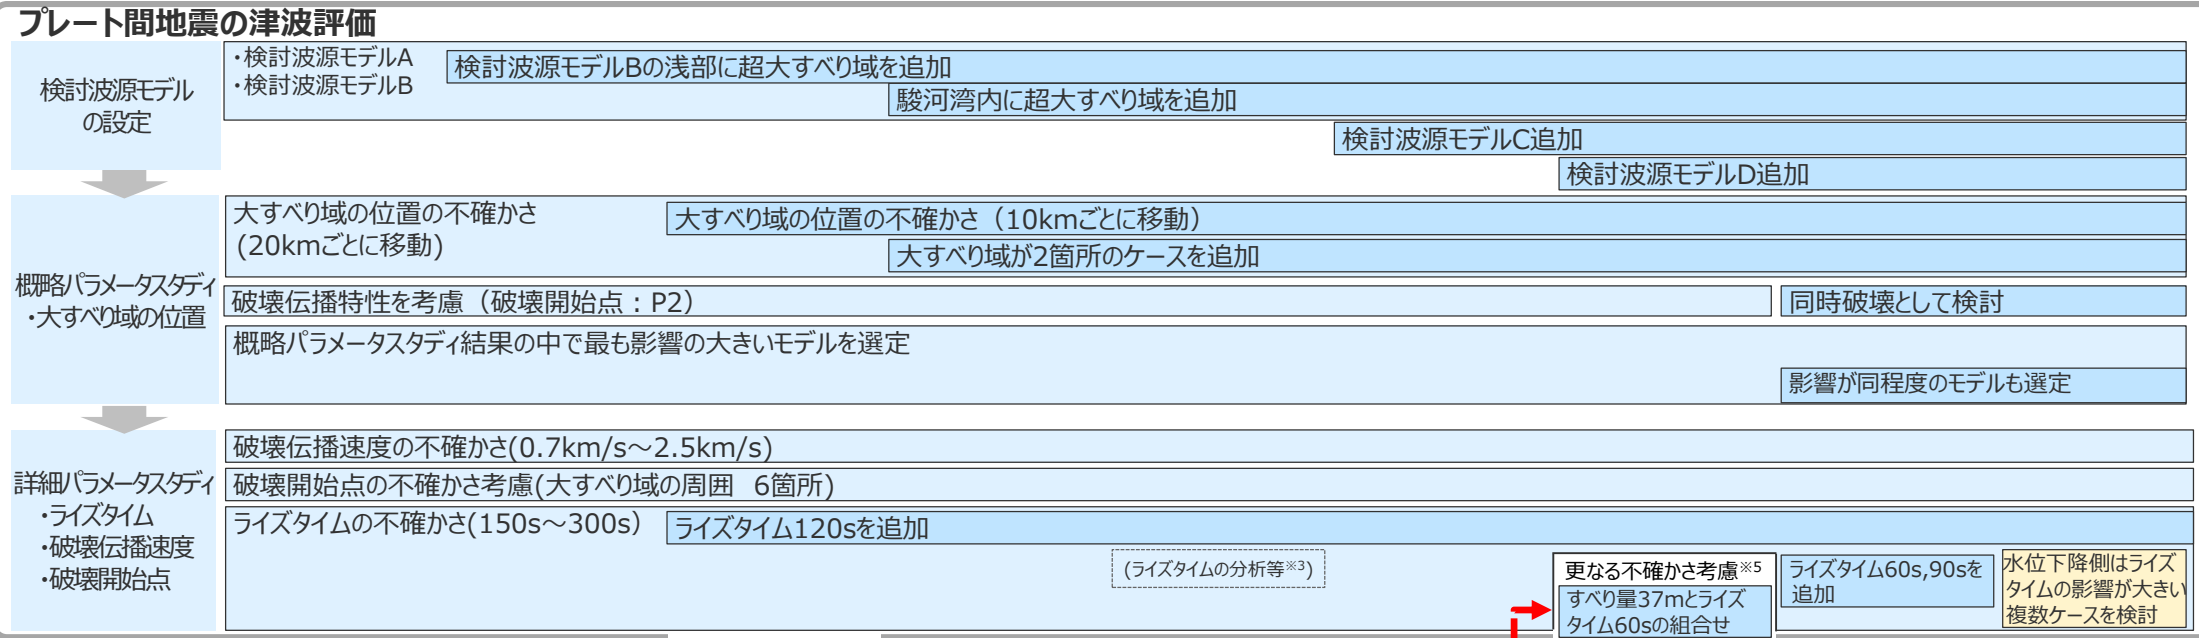 プレート間地震の津波評価
検討波源モデル
の設定
・検討波源モデルA
・検討波源モデルB
検討波源モデルBの浅部に超大すべり域を追加
駿河湾内に超大すべり域を追加
検討波源モデルC追加
検討波源モデルD追加
概略パラメータスタディ
・大すべり域の位置
大すべり域の位置の不確かさ
(20kmごとに移動)
大すべり域の位置の不確かさ（10kmごとに移動）
大すべり域が2箇所のケースを追加
破壊伝播特性を考慮（破壊開始点：P2）
同時破壊として検討
概略パラメータスタディ結果の中で最も影響の大きいモデルを選定
影響が同程度のモデルも選定
詳細パラメータスタディ
・ライズタイム
・破壊伝播速度
・破壊開始点
破壊伝播速度の不確かさ(0.7km/s～2.5km/s)
破壊開始点の不確かさ考慮(大すべり域の周囲　6箇所)
ライズタイムの不確かさ(150s～300s）
ライズタイム120sを追加
(ライズタイムの分析等※3)
更なる不確かさ考慮※5
すべり量37mとライズ
タイム60sの組合せ
ライズタイム60s,90sを
追加
水位下降側はライズ
タイムの影響が大きい
複数ケースを検討